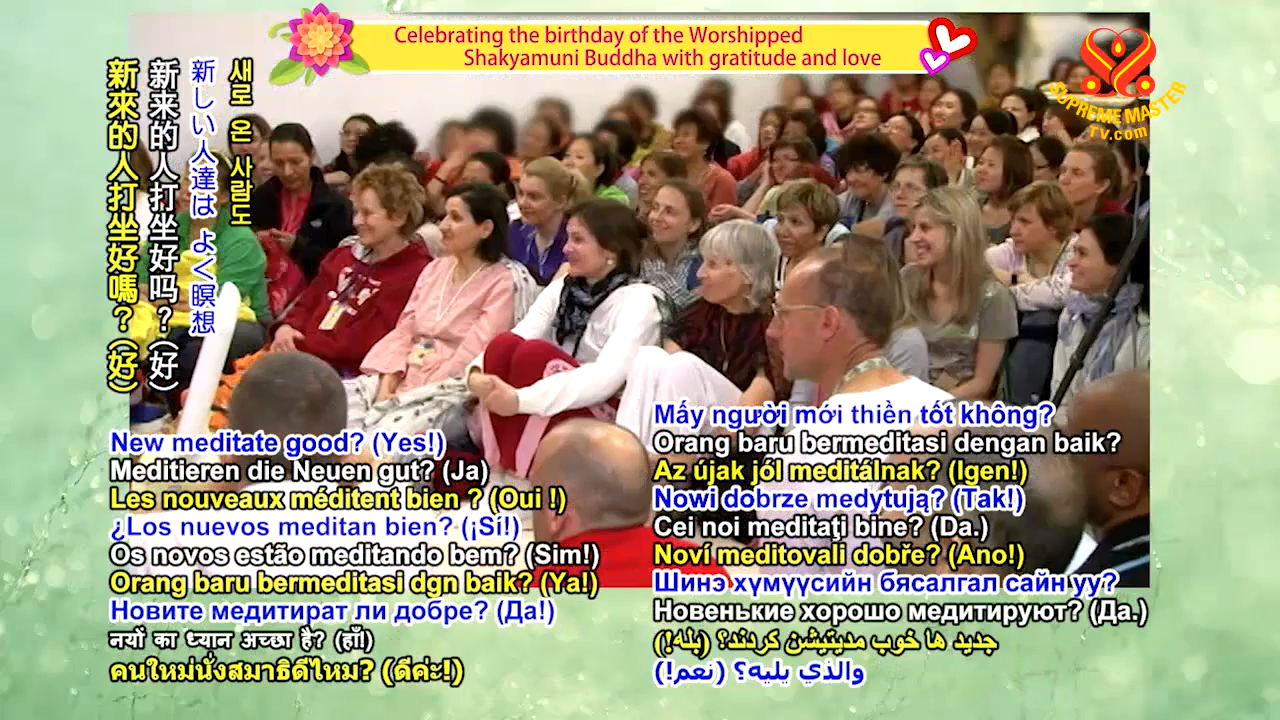 Celebrating the birthday of the Worshipped
Shakyamuni Buddha with gratitude and love
SUPREME MASTER
TV.com
새로 온 사람도
新しい人達は よく瞑想
新来的人打坐好吗？（好）
新來的人打坐好嗎？（好）
New meditate good? (Yes!)
Meditieren die Neuen gut? (Ja)
Les nouveaux méditent bien ? (Oui !)
¿Los nuevos meditan bien? (¡Sí!)
Os novos estão meditando bem? (Sim!)
Orang baru bermeditasi dgn baik? (Ya!)
Новите медитират ли добре? (Да!)
नयों का ध्यान अच्छा है? (हाँ!)
คนใหม่นั่งสมาธิดีไหม? (ดีค่ะ!)
Mấy người mới thiền tốt không?
Orang baru bermeditasi dengan baik?
Az újak jól meditálnak? (Igen!)
Nowi dobrze medytują? (Tak!)
Cei noi meditaţi bine? (Da.)
Noví meditovali dobře? (Ano!)
Шинэ хүмүүсийн бясалгал сайн уу?
Новенькие хорошо медитируют? (Да.)
جدید ها خوب مدیتیشن کردند؟ (بله!)
والذي يليه؟ (نعم!)